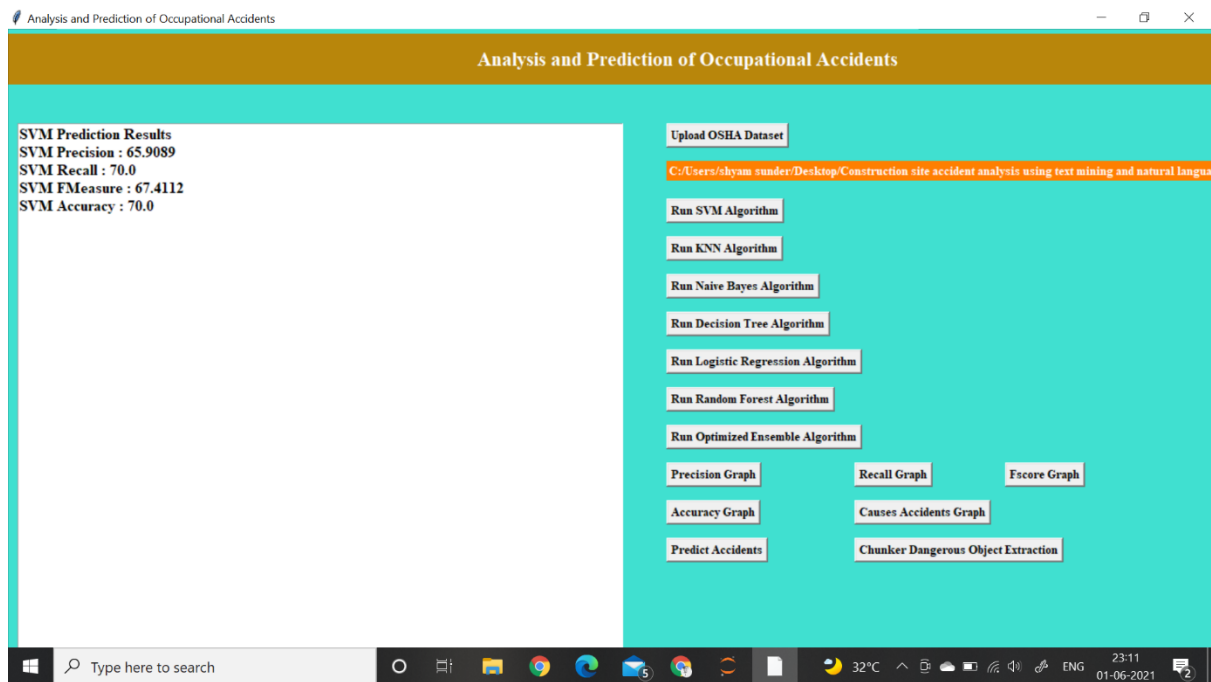 Analysis and Prediction of Occupational Accidents
Analysis and Prediction of Occupational Accidents
SVM Prediction Results
SVM Precision : 65.9089
SVM Recall : 70.0
SVM FMeasure : 67.4112
SVM Accuracy : 70.0
Upload OSHA Dataset
C:/Users/shyam sunder/Desktop/Construction site accident analysis using text mining and natural langua
Run SVM Algorithm
Run KNN Algorithm
Run Naive Bayes Algorithm
Run Decision Tree Algorithm
Run Logistic Regression Algorithm
Run Random Forest Algorithm
Run Optimized Ensemble Algorithm
Precision Graph Recall Graph Fscore Graph
Accuracy Graph Causes Accidents Graph
Predict Accidents Chunker Dangerous Object Extraction
Type here to search
5
32°C
ENG
23:11
01-06-2021
2